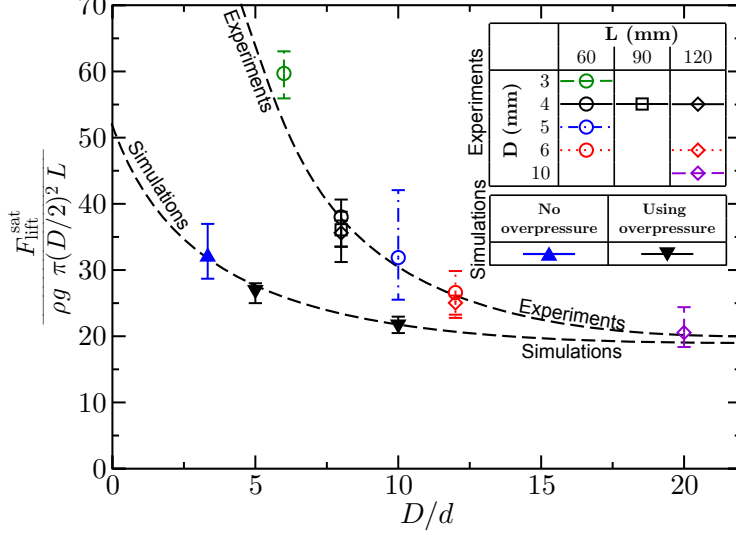 70
60
50
40
30
20
10
0
0
5
10
15
20
D/d
F_lift^sat
ρg π(D/2)² L
Experiments
Simulations
Experiments
Simulations
Experiments
L (mm)
60 90 120
D (mm)
3
4
5
6
10
Simulations
No overpressure
Using overpressure